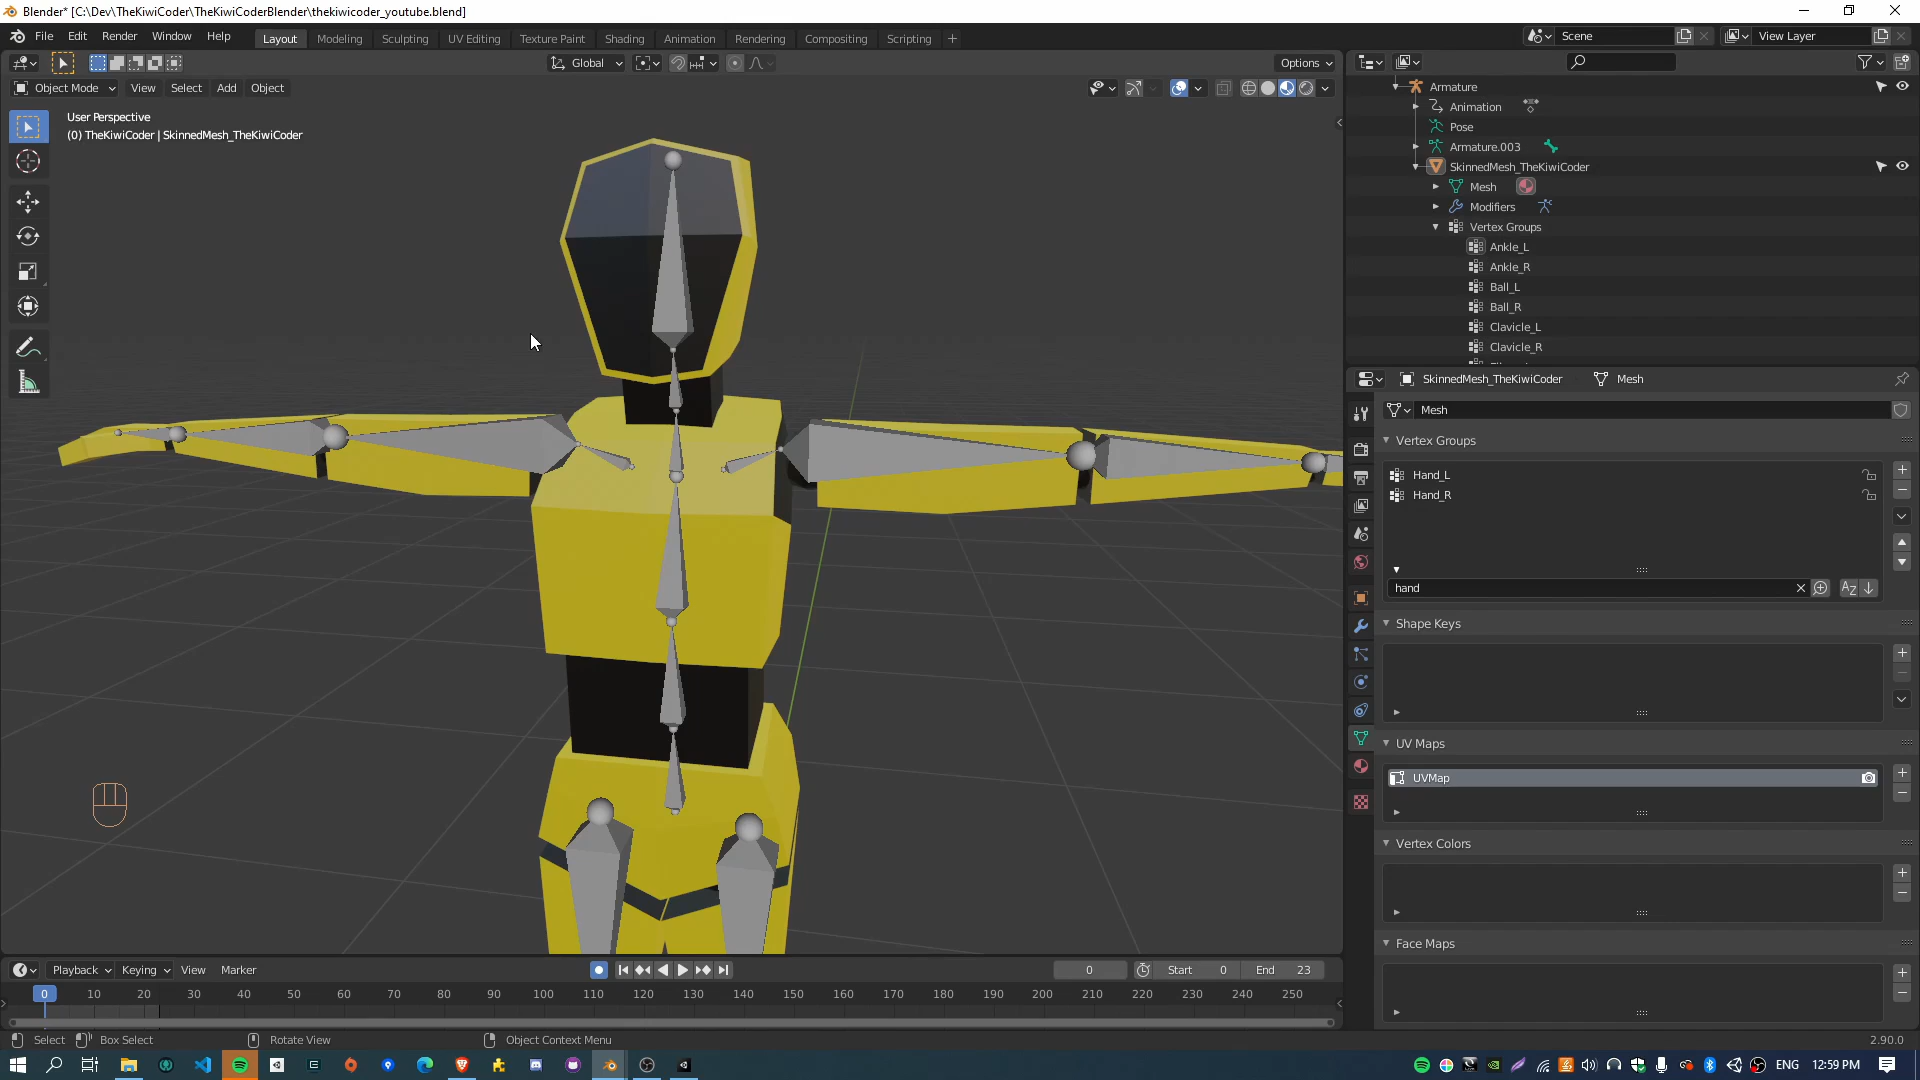 Blender* [C:\Dev\TheKiwiCoder\TheKiwiCoderBlender\thekiwicoder_youtube.blend]
File Edit Render Window Help Layout Modeling Sculpting UV Editing Texture Paint Shading Animation Rendering Compositing Scripting + Scene View Layer
Global Options
Object Mode View Select Add Object
User Perspective
(0) TheKiwiCoder | SkinnedMesh_TheKiwiCoder
Armature
Animation
Pose
Armature.003
SkinnedMesh_TheKiwiCoder
Mesh
Modifiers
Vertex Groups
Ankle_L
Ankle_R
Ball_L
Ball_R
Clavicle_L
Clavicle_R
SkinnedMesh_TheKiwiCoder Mesh
Mesh
Vertex Groups
Hand_L
Hand_R
hand
Shape Keys
UV Maps
UVMap
Vertex Colors
Face Maps
Playback Keying View Marker 0 Start 0 End 23
0 10 20 30 40 50 60 70 80 90 100 110 120 130 140 150 160 170 180 190 200 210 220 230 240 250
Select Box Select Rotate View Object Context Menu 2.90.0
ENG 12:59 PM